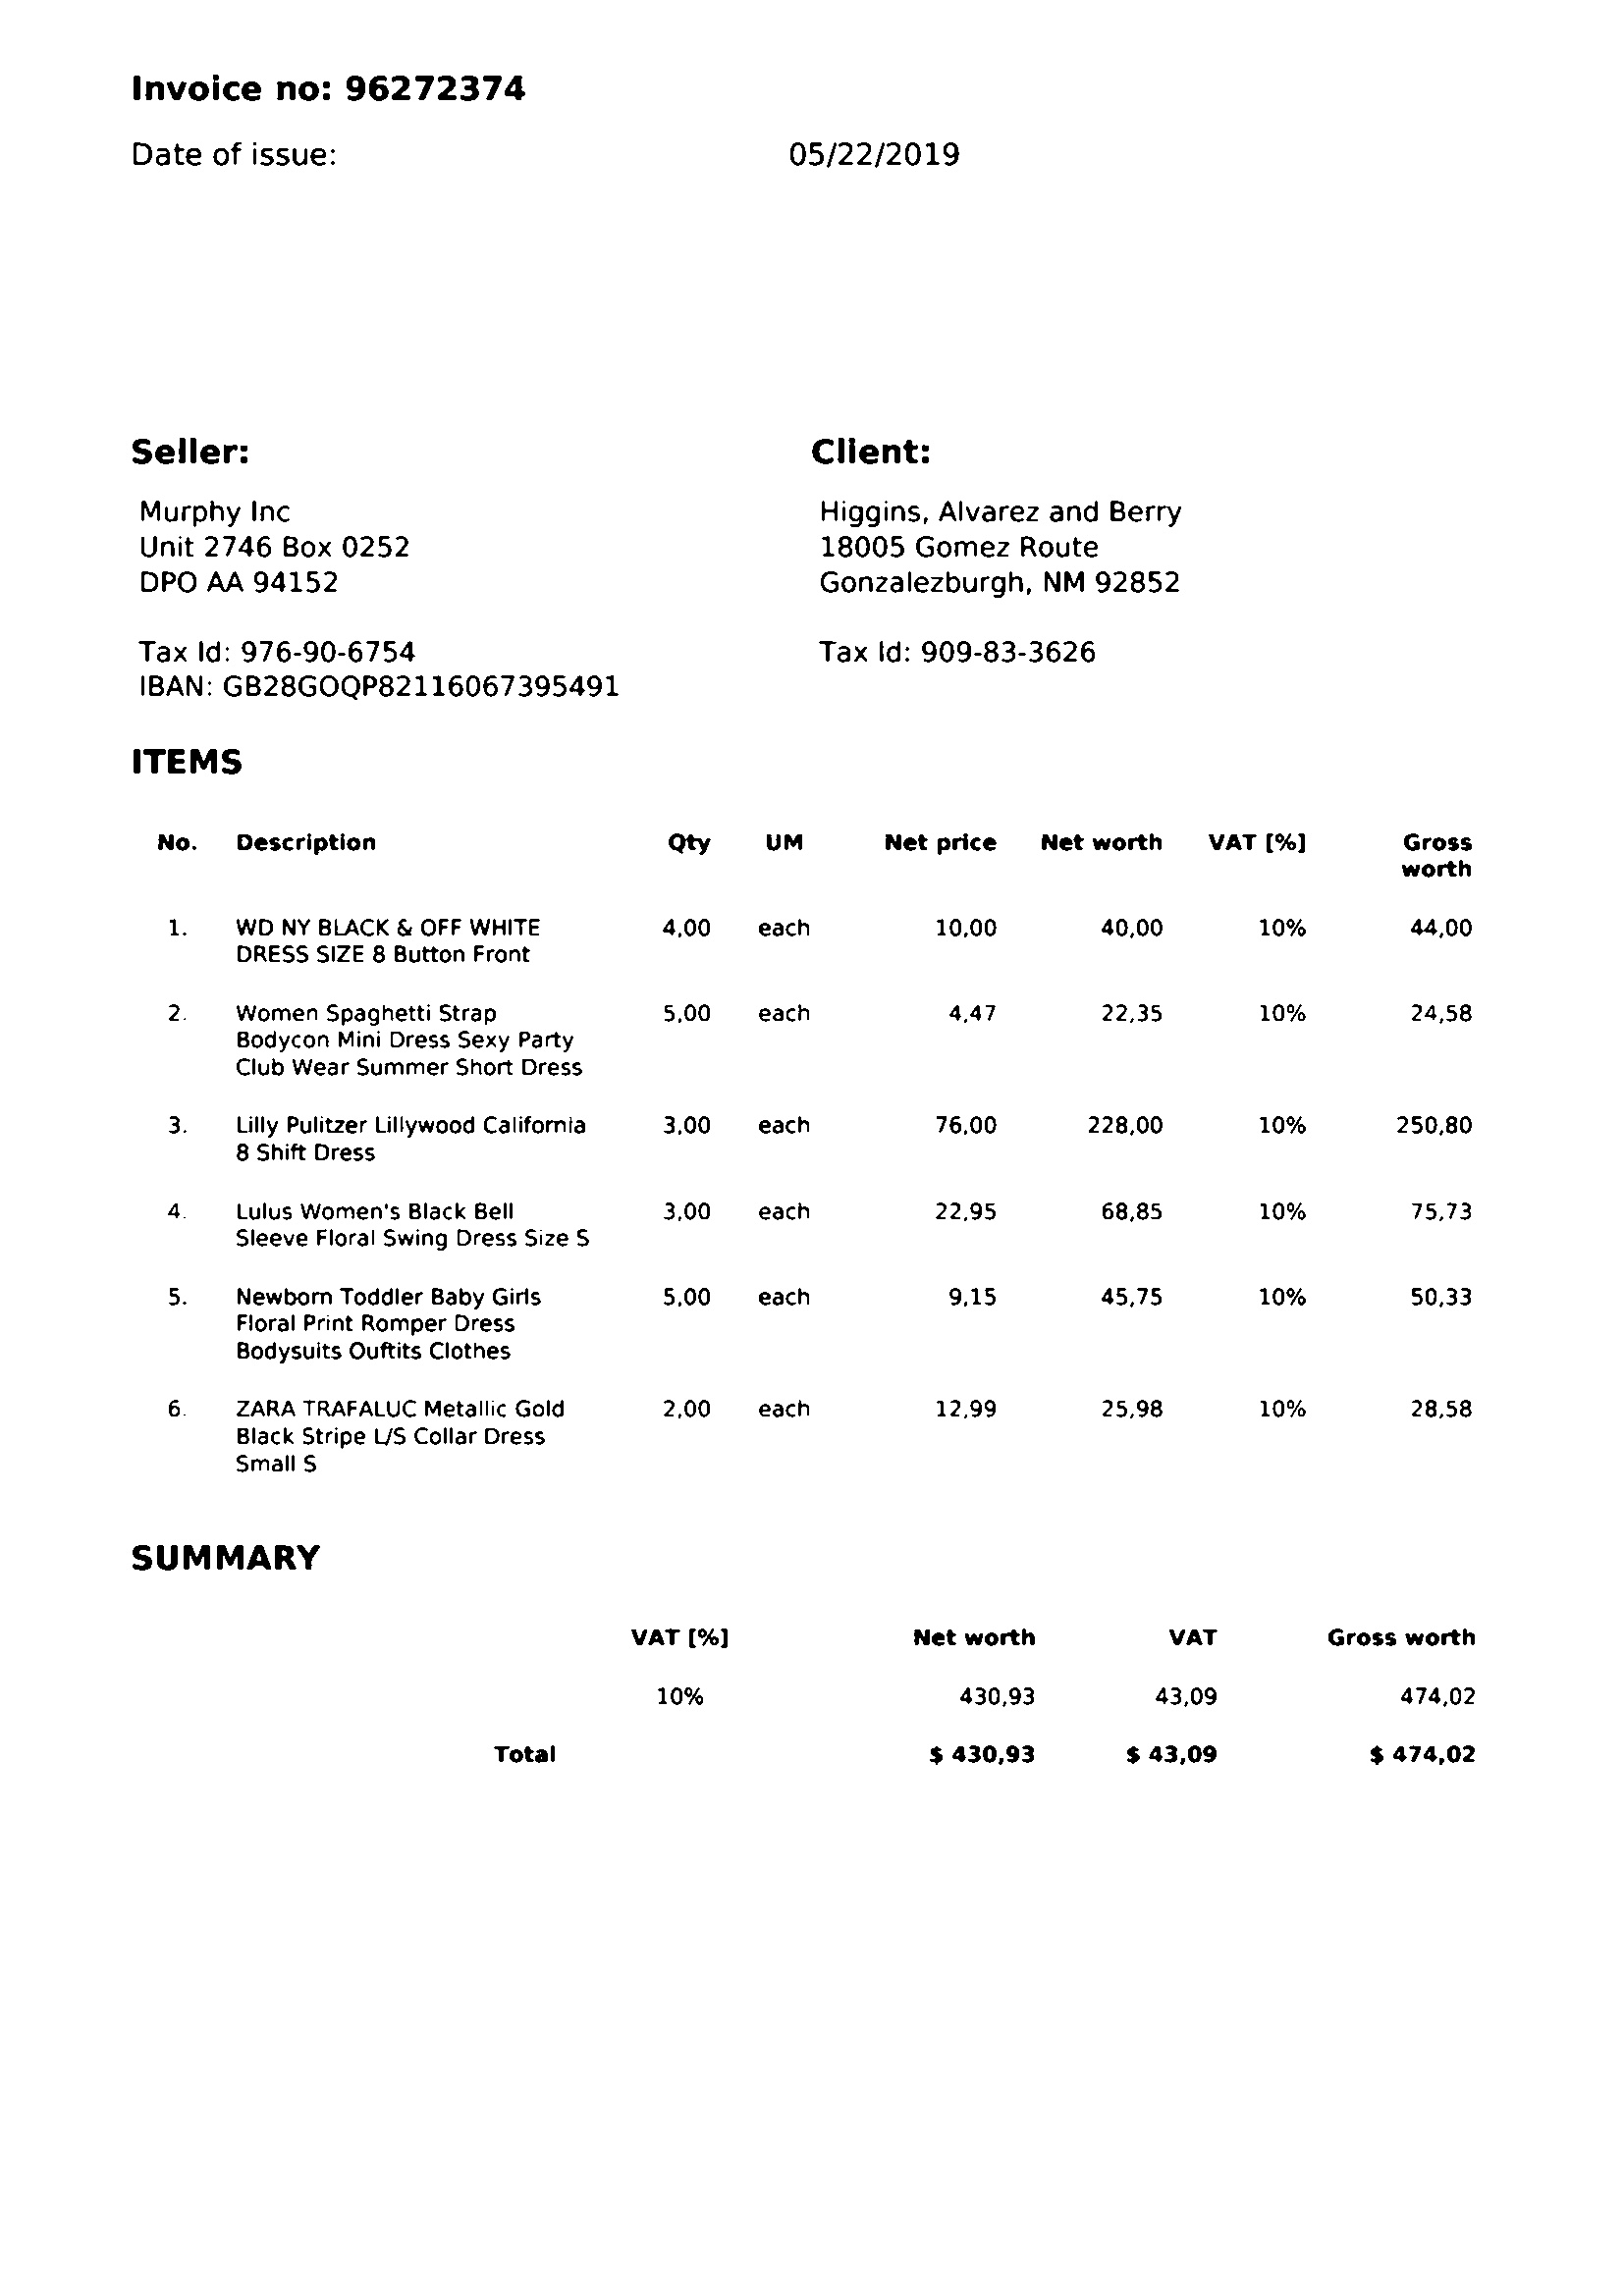 Invoice no: 96272374
Date of issue: 05/22/2019
Seller:
Murphy Inc
Unit 2746 Box 0252
DPO AA 94152
Tax Id: 976-90-6754
IBAN: GB28GOQP82116067395491
Client:
Higgins, Alvarez and Berry
18005 Gomez Route
Gonzalezburgh, NM 92852
Tax Id: 909-83-3626
ITEMS
No. Description Qty UM Net price Net worth VAT [%] Gross
worth
1. WD NY BLACK & OFF WHITE 4,00 each 10,00 40,00 10% 44,00
DRESS SIZE 8 Button Front
2. Women Spaghetti Strap 5,00 each 4,47 22,35 10% 24,58
Bodycon Mini Dress Sexy Party
Club Wear Summer Short Dress
3. Lilly Pulitzer Lillywood California 3,00 each 76,00 228,00 10% 250,80
8 Shift Dress
4. Lulus Women's Black Bell 3,00 each 22,95 68,85 10% 75,73
Sleeve Floral Swing Dress Size S
5. Newborn Toddler Baby Girls 5,00 each 9,15 45,75 10% 50,33
Floral Print Romper Dress
Bodysuits Ouftits Clothes
6. ZARA TRAFALUC Metallic Gold 2,00 each 12,99 25,98 10% 28,58
Black Stripe L/S Collar Dress
Small S
SUMMARY
VAT [%] Net worth VAT Gross worth
10% 430,93 43,09 474,02
Total $ 430,93 $ 43,09 $ 474,02